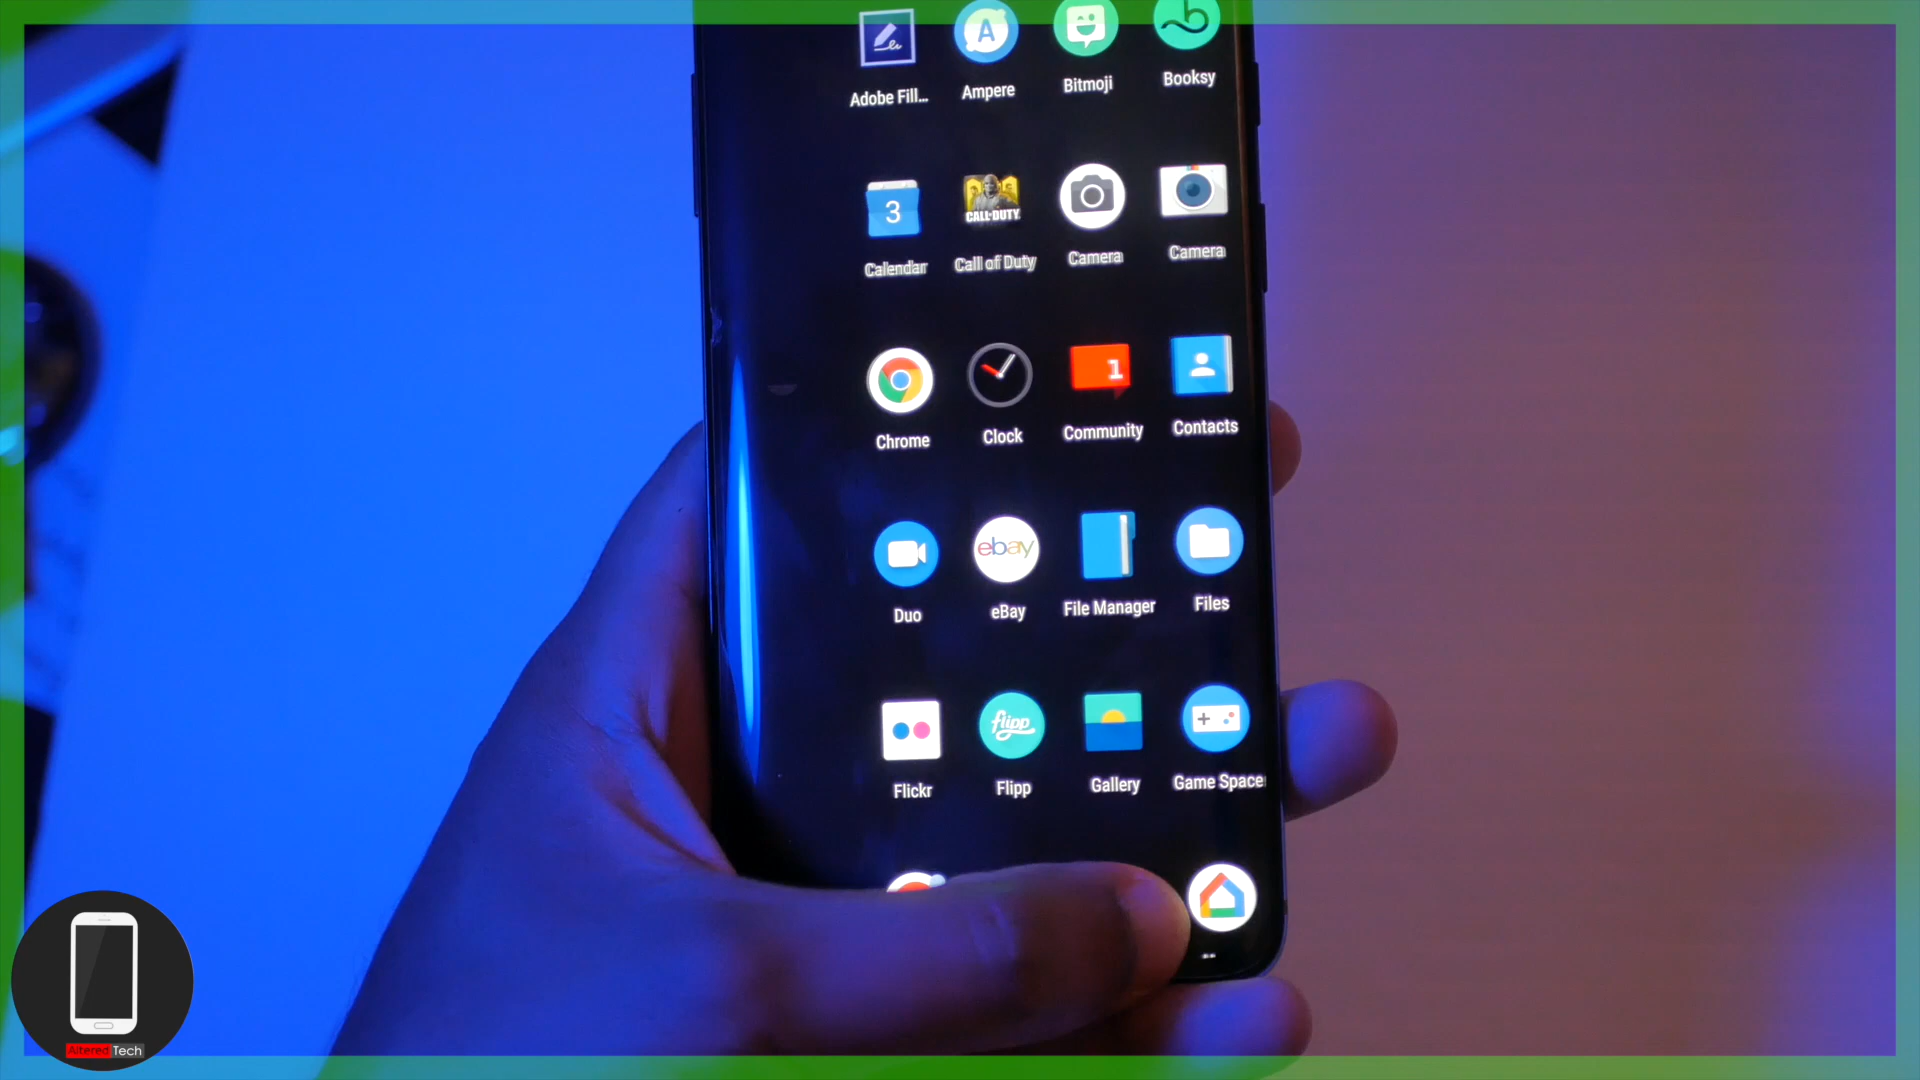 A
Adobe Fill...
Ampere
Bitmoji
Booksy
3
CALL OF DUTY
Calendar
Call of Duty
Camera
Camera
1
Chrome
Clock
Community
Contacts
ebay
Duo
eBay
File Manager
Files
flipp
Flickr
Flipp
Gallery
Game Space
Altered Tech